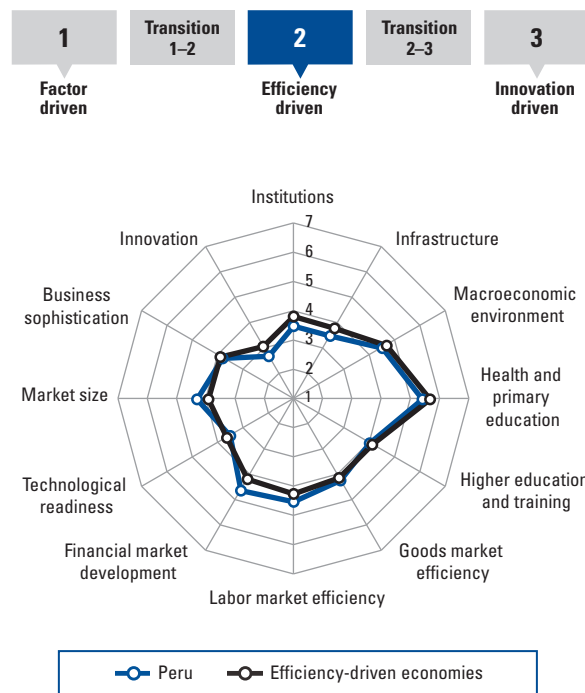 1
Transition
1–2
2
Transition
2–3
3
Factor
driven
Efficiency
driven
Innovation
driven
Institutions
Infrastructure
Macroeconomic
environment
Health and
primary
education
Higher education
and training
Goods market
efficiency
Labor market efficiency
Financial market
development
Technological
readiness
Market size
Business
sophistication
Innovation
7
6
5
4
3
2
1
Peru
Efficiency-driven economies